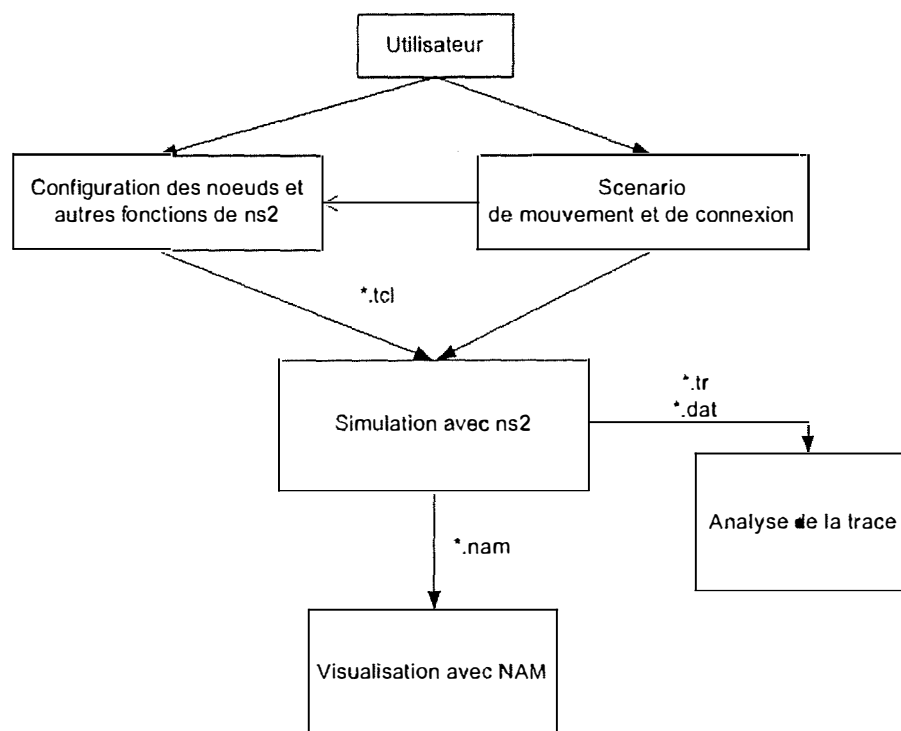 Utilisateur
Configuration des noeuds et
autres fonctions de ns2
Scenario
de mouvement et de connexion
*.tcl
Simulation avec ns2
*.tr
*.dat
Analyse de la trace
*.nam
Visualisation avec NAM